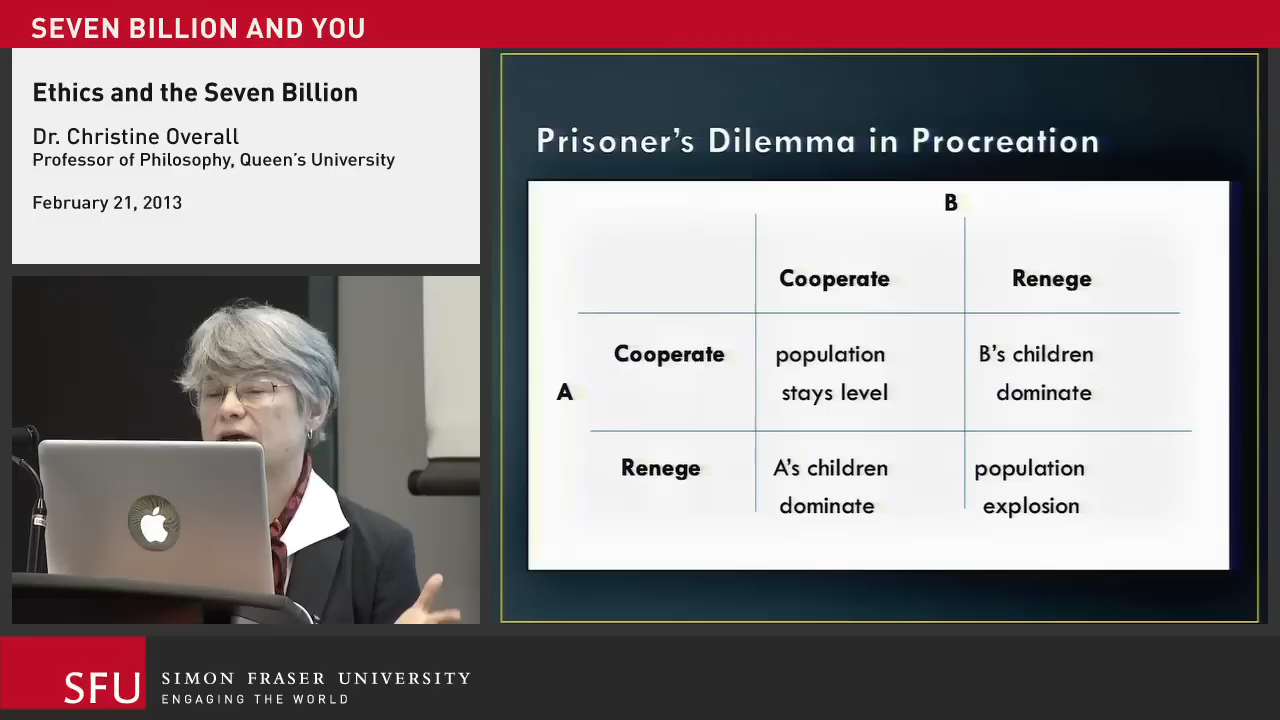 SEVEN BILLION AND YOU
Ethics and the Seven Billion
Dr. Christine Overall
Professor of Philosophy, Queen's University
February 21, 2013
Prisoner's Dilemma in Procreation
B
Cooperate Renege
Cooperate population B's children
A stays level dominate
Renege A's children population
dominate explosion
SFU SIMON FRASER UNIVERSITY
ENGAGING THE WORLD